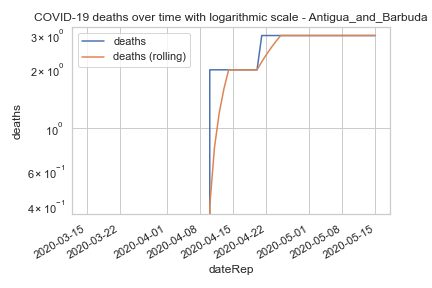 COVID-19 deaths over time with logarithmic scale - Antigua_and_Barbuda
deaths
deaths (rolling)
3 × 10⁰
2 × 10⁰
10⁰
6 × 10⁻¹
4 × 10⁻¹
deaths
2020-03-15
2020-03-22
2020-04-01
2020-04-08
2020-04-15
2020-04-22
2020-05-01
2020-05-08
2020-05-15
dateRep